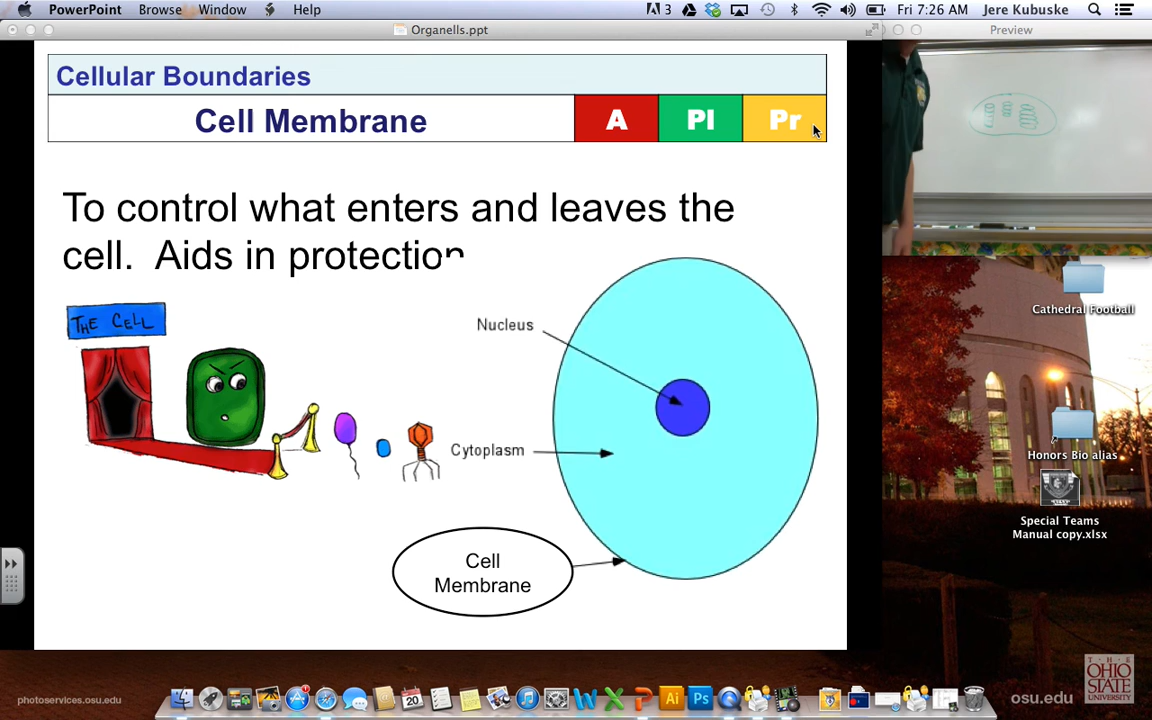 PowerPoint Browse Window Help 3 Fri 7:26 AM Jere Kubuske
Organells.ppt
Preview
Cellular Boundaries
Cell Membrane A Pl Pr
To control what enters and leaves the
cell. Aids in protection
THE CELL
Nucleus
Cytoplasm
Cell
Membrane
Cathedral Football
Honors Bio alias
Special Teams
Manual copy.xlsx
photoservices.osu.edu
osu.edu
T · H · E
OHIO
STATE
UNIVERSITY